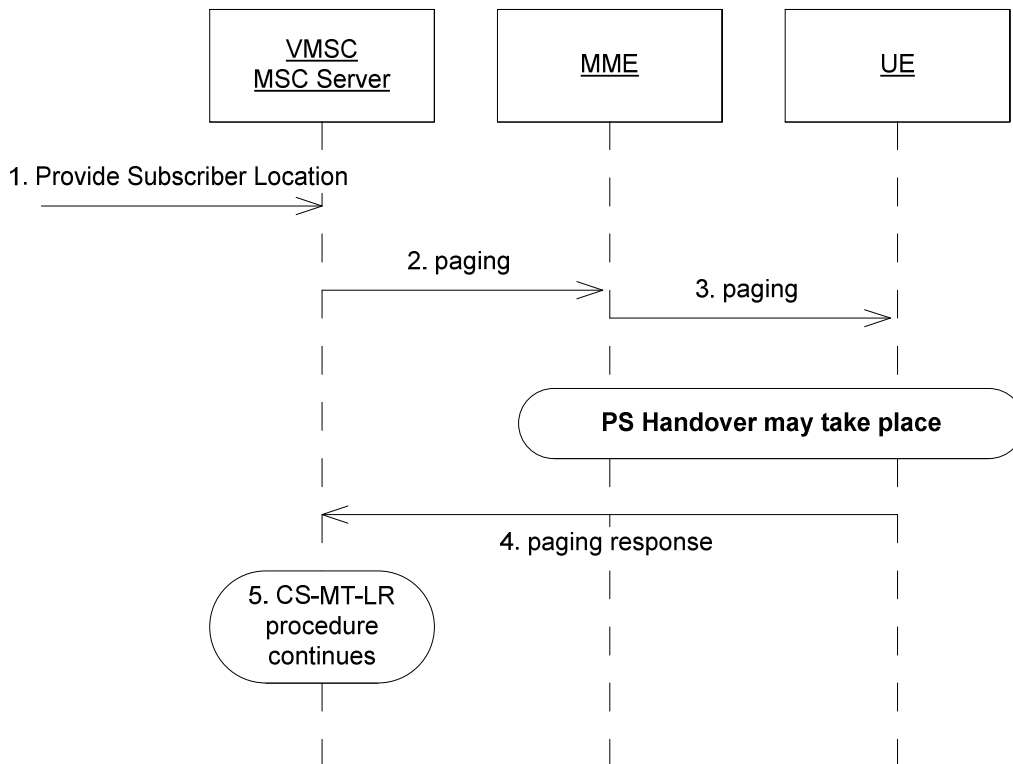 VMSC
MSC Server
MME
UE
1. Provide Subscriber Location
2. paging
3. paging
PS Handover may take place
4. paging response
5. CS-MT-LR
procedure
continues